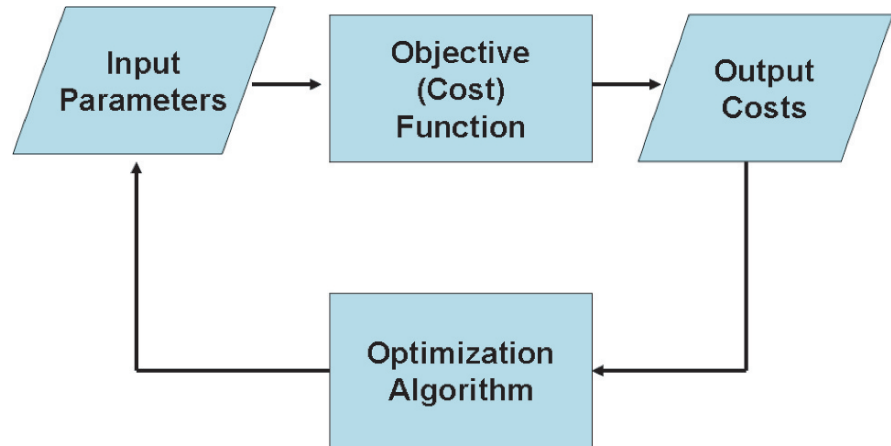 Input
Parameters
Objective
(Cost)
Function
Output
Costs
Optimization
Algorithm